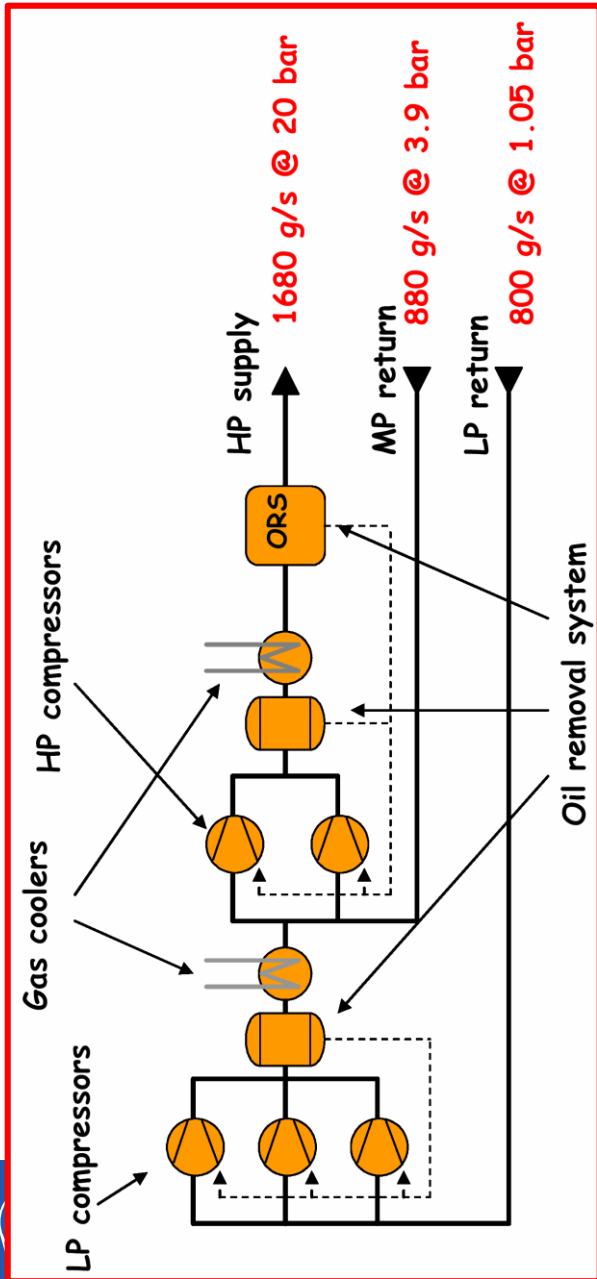 LP compressors
Gas coolers
HP compressors
ORS
HP supply
1680 g/s @ 20 bar
MP return
880 g/s @ 3.9 bar
LP return
800 g/s @ 1.05 bar
Oil removal system